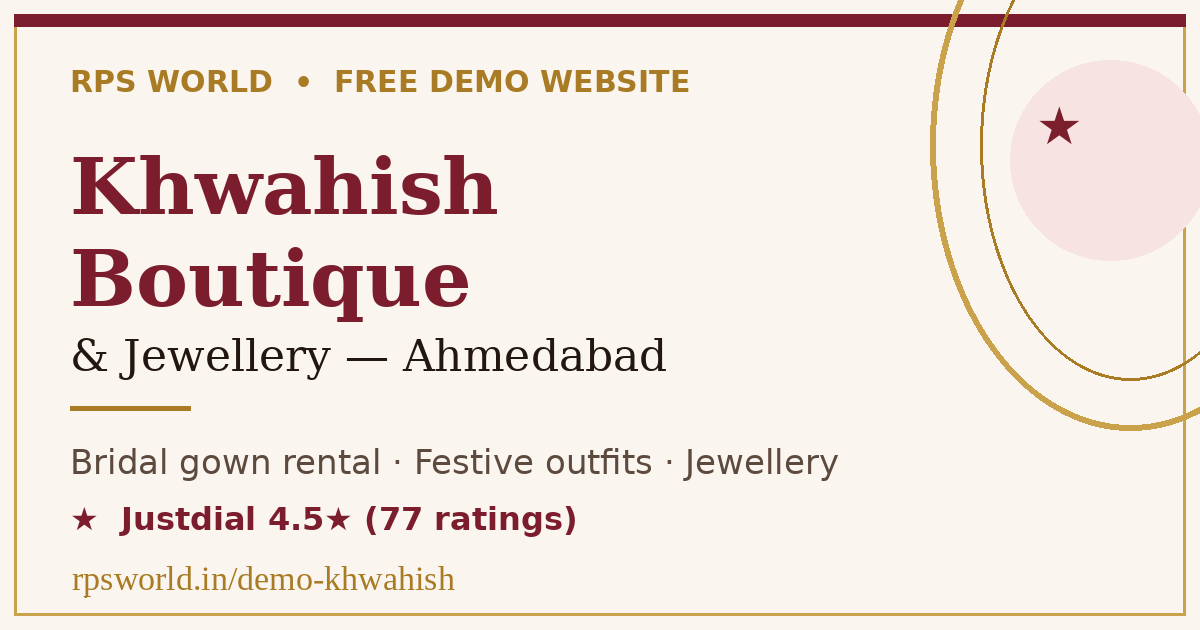 RPS WORLD • FREE DEMO WEBSITE
Khwahish
Boutique
& Jewellery — Ahmedabad
Bridal gown rental · Festive outfits · Jewellery
★ Justdial 4.5★ (77 ratings)
rpsworld.in/demo-khwahish